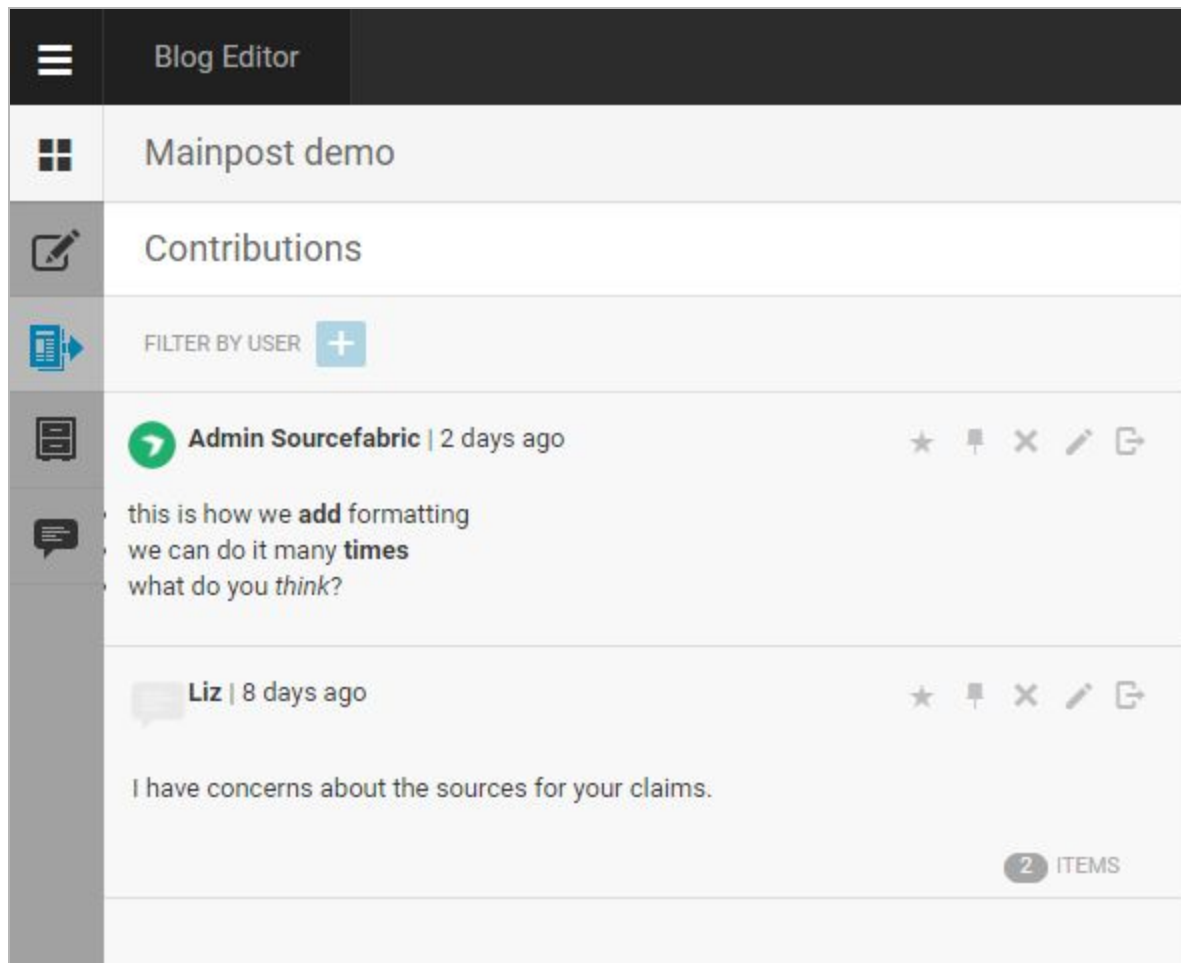 Blog Editor
Mainpost demo
Contributions
FILTER BY USER
Admin Sourcefabric | 2 days ago
this is how we add formatting
we can do it many times
what do you think?
Liz | 8 days ago
I have concerns about the sources for your claims.
2 ITEMS